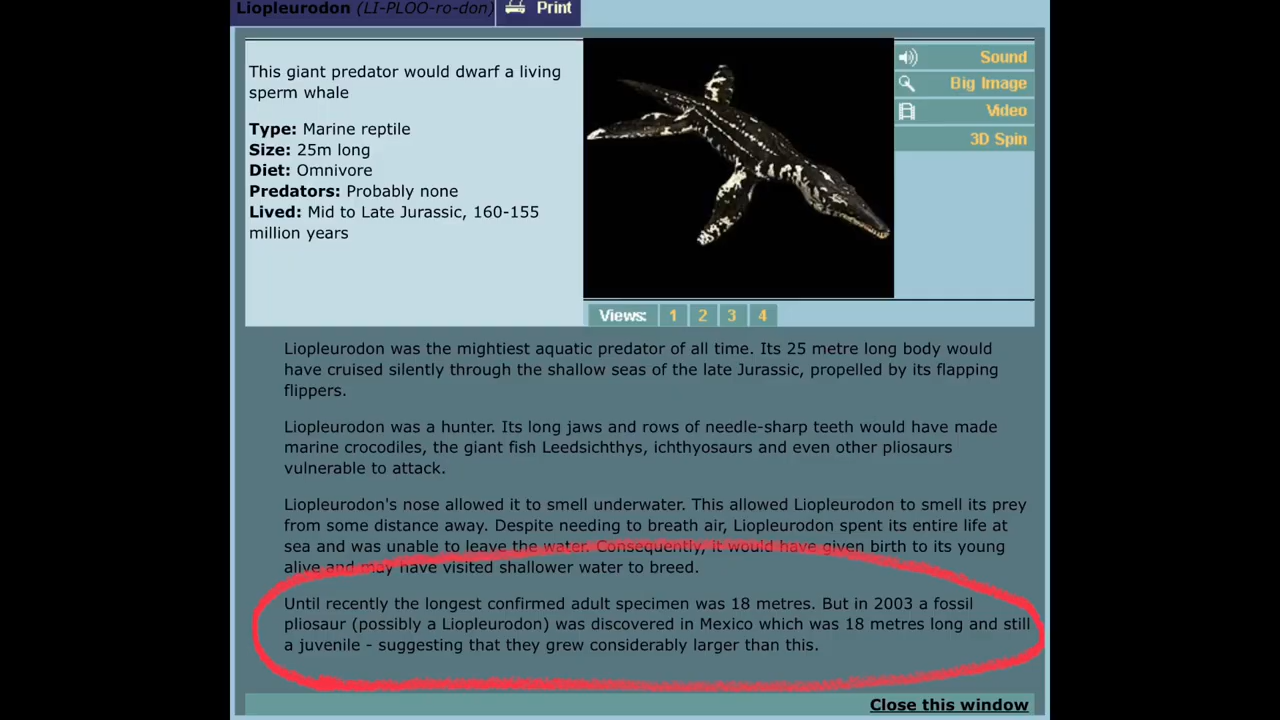 Liopleurodon (LI-PLOO-ro-don)
Print
This giant predator would dwarf a living
sperm whale
Type: Marine reptile
Size: 25m long
Diet: Omnivore
Predators: Probably none
Lived: Mid to Late Jurassic, 160-155
million years
Sound
Big Image
Video
3D Spin
Views: 1 2 3 4
Liopleurodon was the mightiest aquatic predator of all time. Its 25 metre long body would
have cruised silently through the shallow seas of the late Jurassic, propelled by its flapping
flippers.
Liopleurodon was a hunter. Its long jaws and rows of needle-sharp teeth would have made
marine crocodiles, the giant fish Leedsichthys, ichthyosaurs and even other pliosaurs
vulnerable to attack.
Liopleurodon's nose allowed it to smell underwater. This allowed Liopleurodon to smell its prey
from some distance away. Despite needing to breath air, Liopleurodon spent its entire life at
sea and was unable to leave the water. Consequently, it would have given birth to its young
alive and may have visited shallower water to breed.
Until recently the longest confirmed adult specimen was 18 metres. But in 2003 a fossil
pliosaur (possibly a Liopleurodon) was discovered in Mexico which was 18 metres long and still
a juvenile - suggesting that they grew considerably larger than this.
Close this window